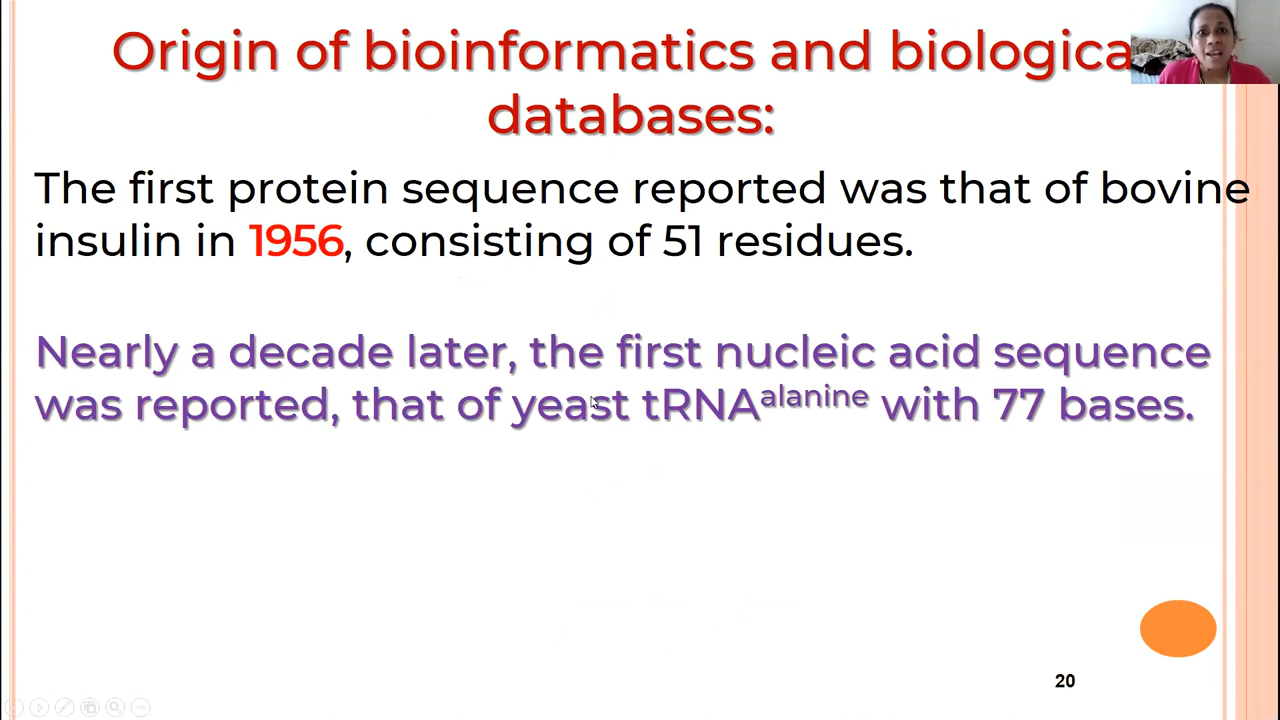 Origin of bioinformatics and biologica
databases:
The first protein sequence reported was that of bovine
insulin in 1956, consisting of 51 residues.
Nearly a decade later, the first nucleic acid sequence
was reported, that of yeast tRNAalanine with 77 bases.
20